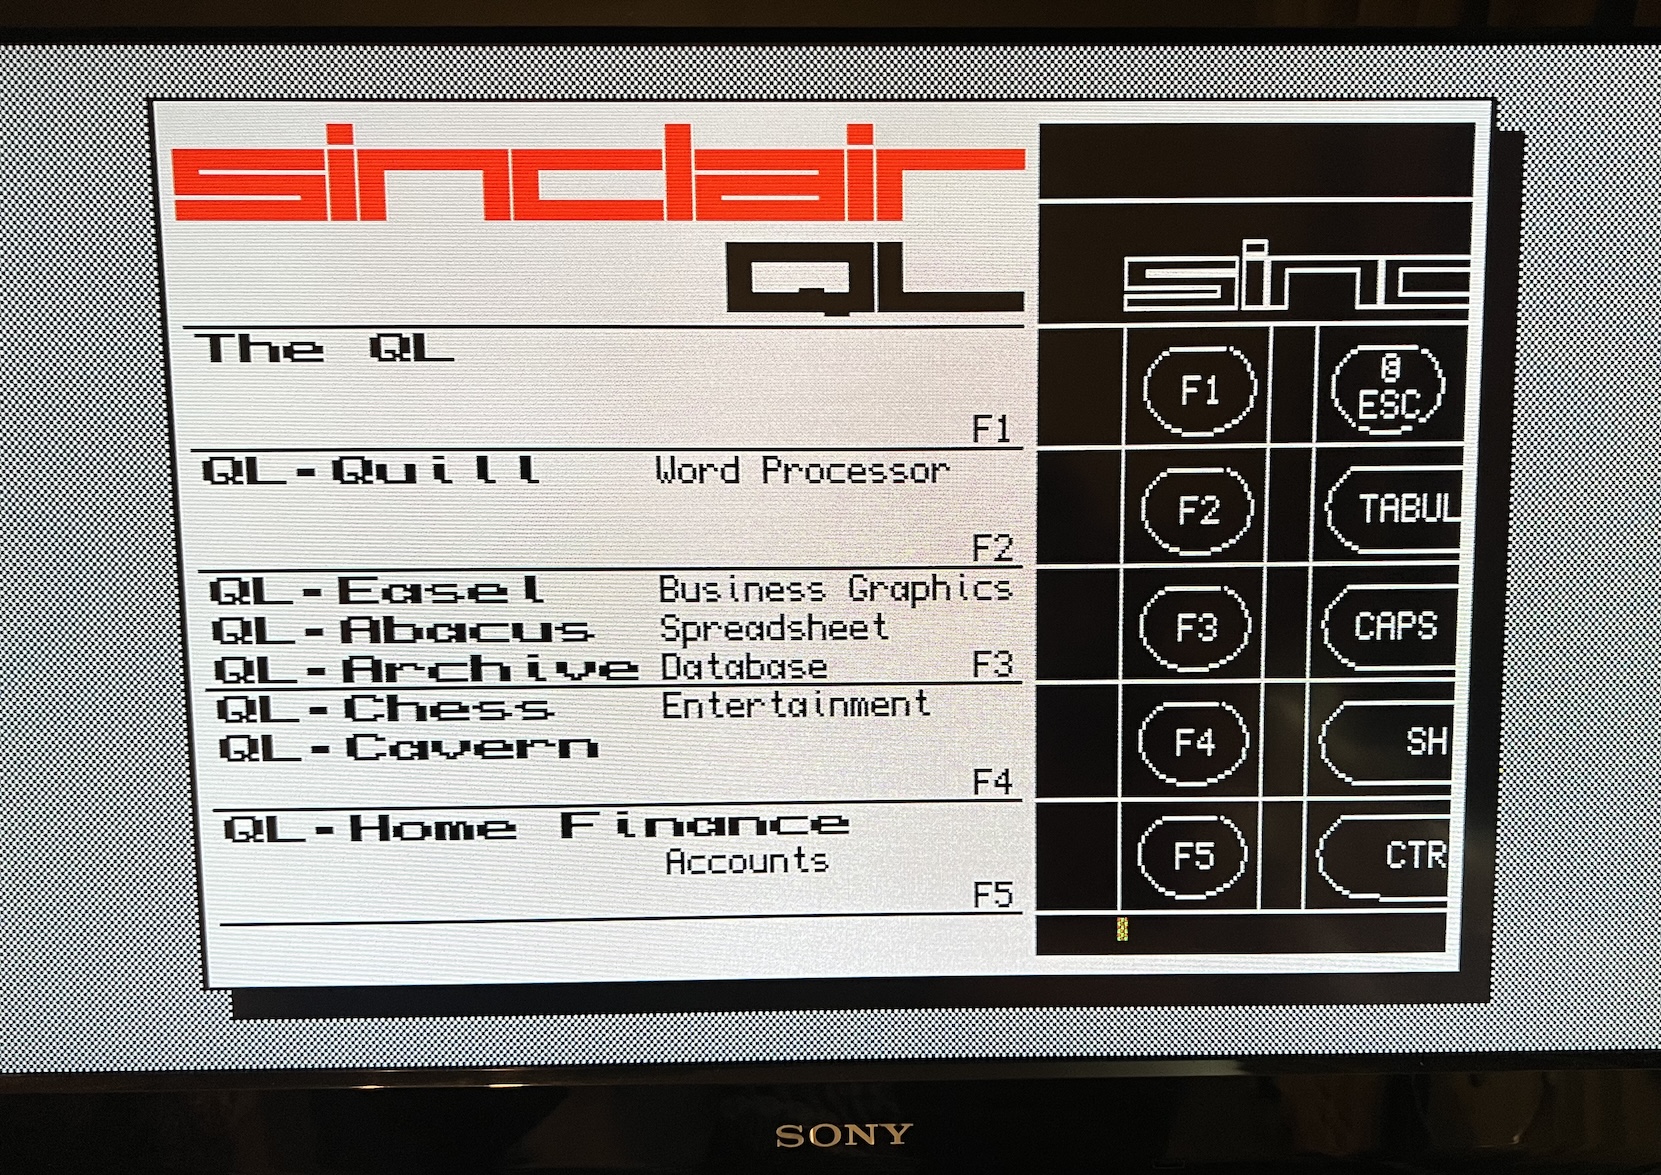 sinclair
QL
The QL
F1
QL-Quill Word Processor
F2
QL-Easel Business Graphics
QL-Abacus Spreadsheet
QL-Archive Database F3
QL-Chess Entertainment
QL-Cavern
F4
QL-Home Finance
Accounts
F5
sinc
F1 ESC
F2 TABUL
F3 CAPS
F4 SH
F5 CTR
SONY